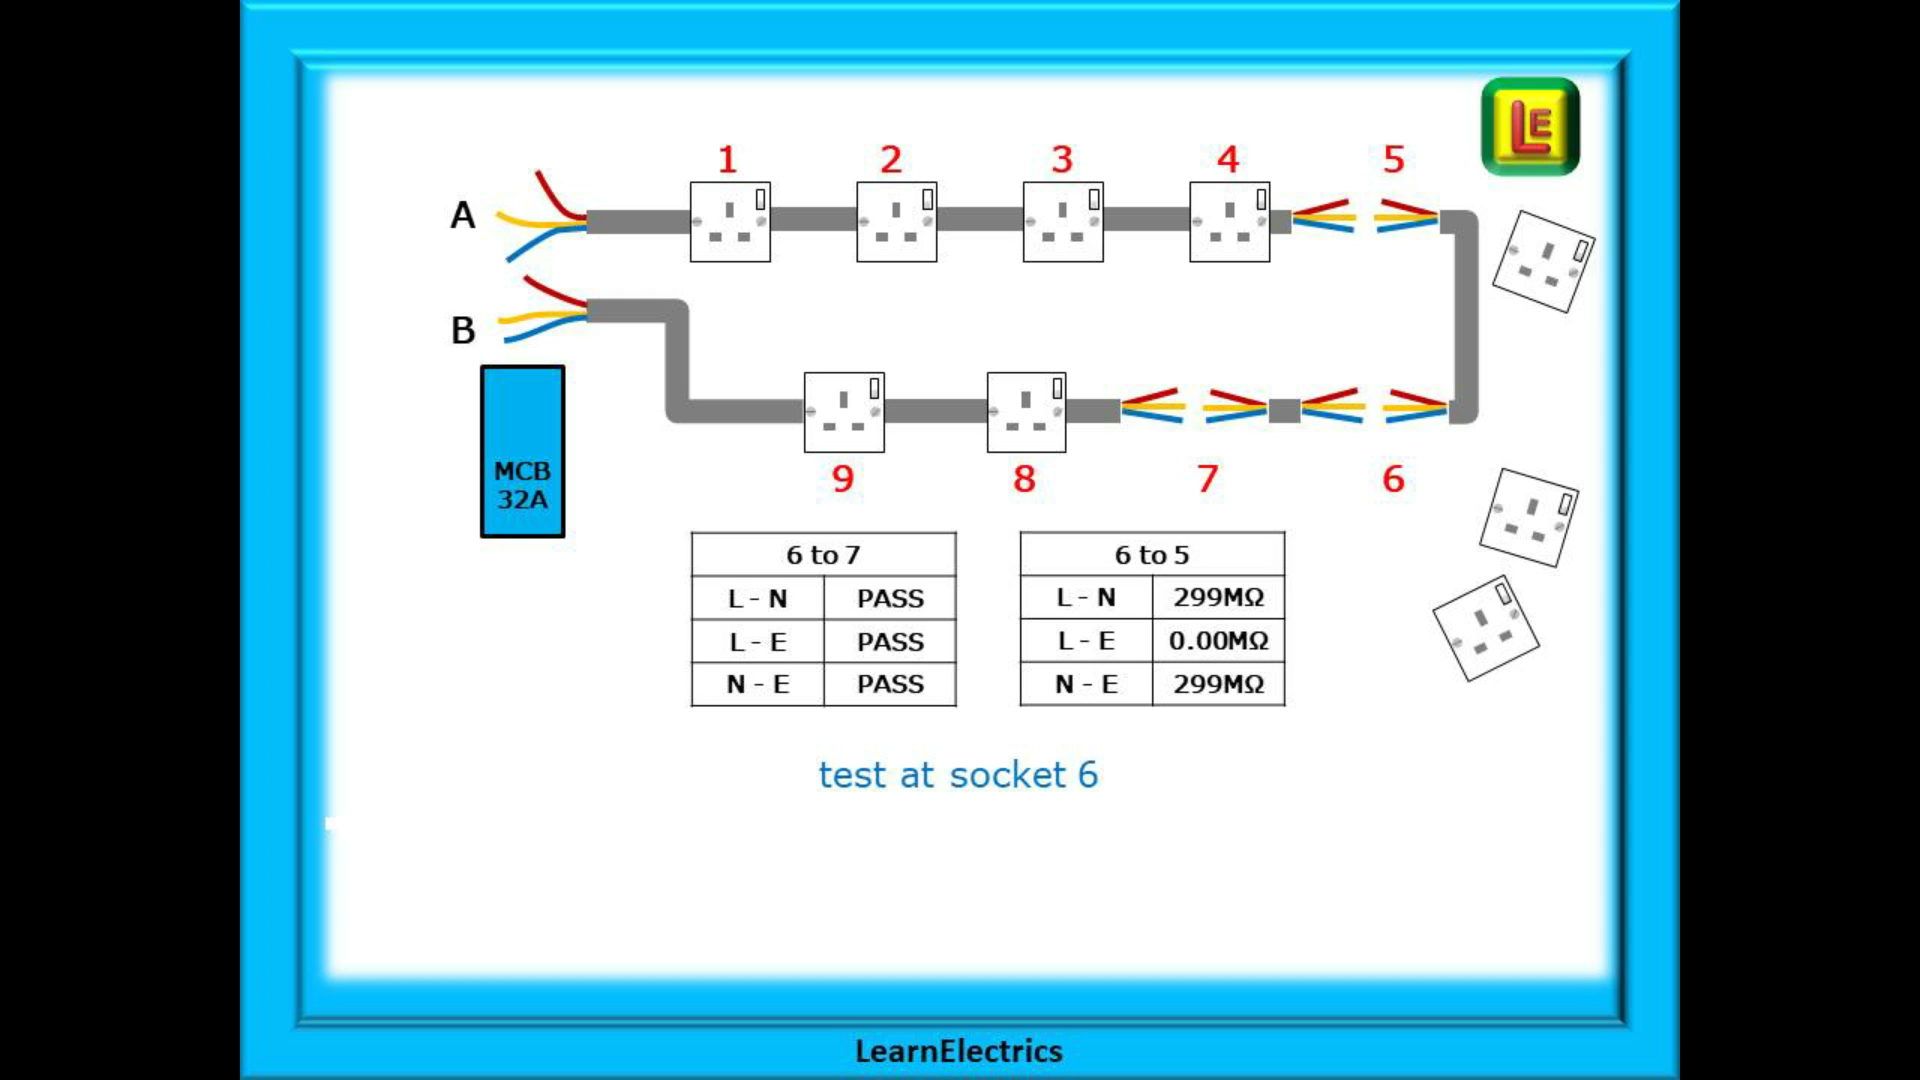 1 2 3 4 5
LE
A
B
MCB
32A
9 8 7 6
6 to 7
L - N PASS
L - E PASS
N - E PASS
6 to 5
L - N 299MΩ
L - E 0.00MΩ
N - E 299MΩ
test at socket 6
LearnElectrics